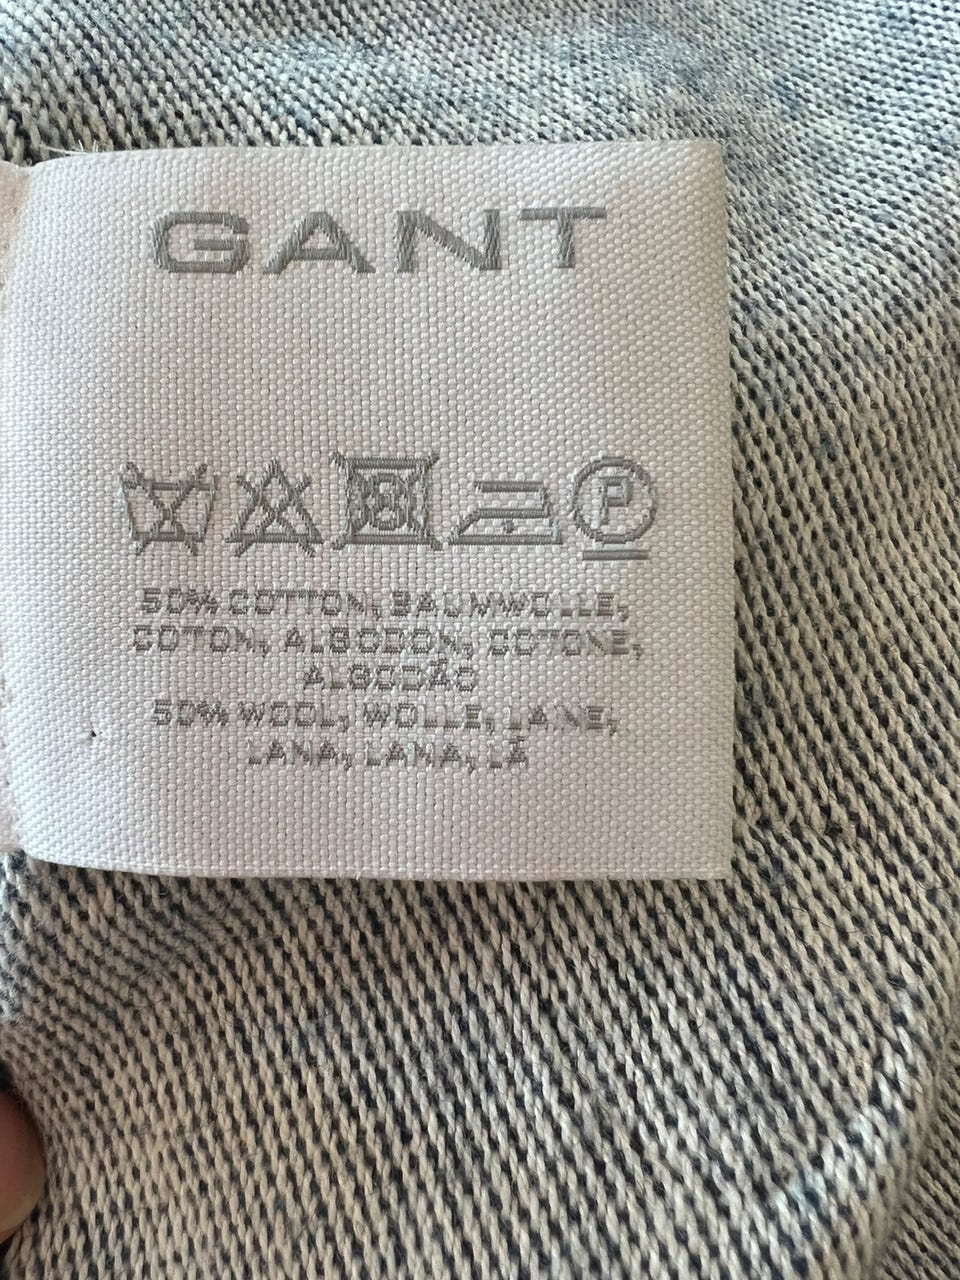 GANT
P
50% COTTON, BAUMWOLLE,
COTON, ALGODON, COTONE,
ALGODÃO
50% WOOL, WOLLE, LAINE,
LANA, LANA, LÃ